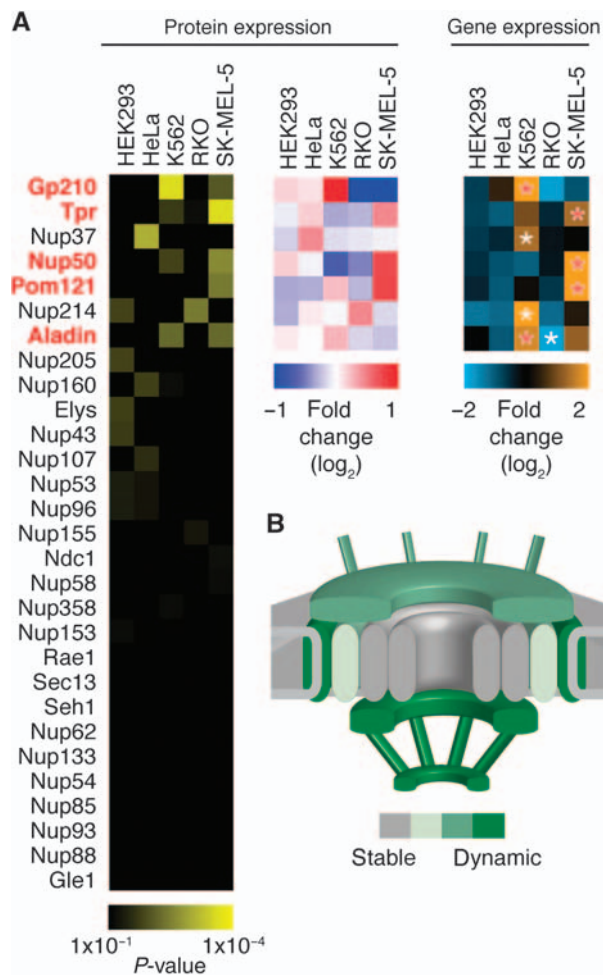 A
Protein expression
Gene expression
HEK293 HeLa K562 RKO SK-MEL-5
HEK293 HeLa K562 RKO SK-MEL-5
HEK293 HeLa K562 RKO SK-MEL-5
Gp210
Tpr
Nup37
Nup50
Pom121
Nup214
Aladin
Nup205
Nup160
Elys
Nup43
Nup107
Nup53
Nup96
Nup155
Ndc1
Nup58
Nup358
Nup153
Rae1
Sec13
Seh1
Nup62
Nup133
Nup54
Nup85
Nup93
Nup88
Gle1
1x10⁻¹ 1x10⁻⁴
P-value
−1 Fold 1
change
(log₂)
−2 Fold 2
change
(log₂)
B
Stable Dynamic